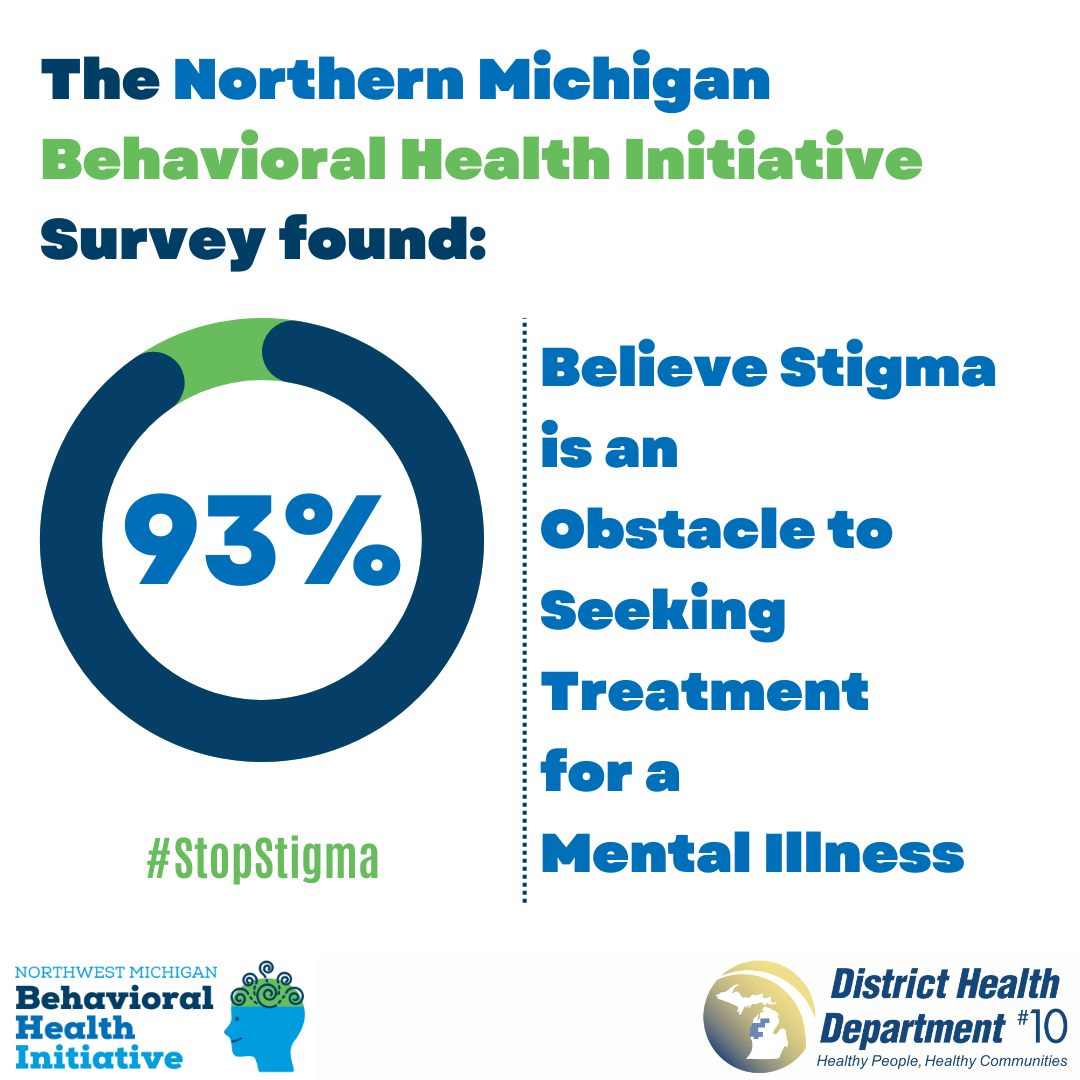 The Northern Michigan
Behavioral Health Initiative
Survey found:
93%
Believe Stigma
is an
Obstacle to
Seeking
Treatment
for a
Mental Illness
#StopStigma
NORTHWEST MICHIGAN
Behavioral
Health
Initiative
District Health
Department #10
Healthy People, Healthy Communities